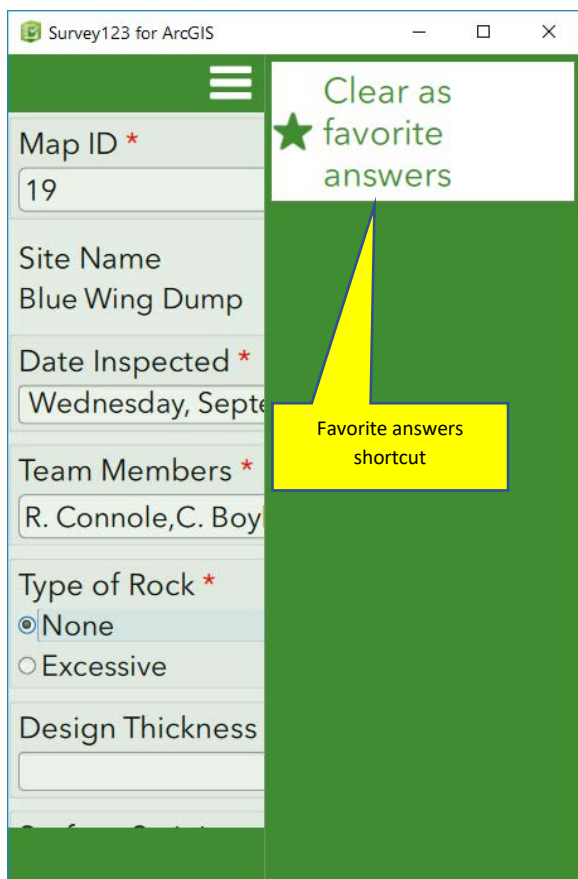 Survey123 for ArcGIS
Clear as
favorite
answers
Map ID *
19
Site Name
Blue Wing Dump
Date Inspected *
Wednesday, Septe
Team Members *
R. Connole,C. Boyl
Type of Rock *
None
Excessive
Design Thickness
Favorite answers
shortcut